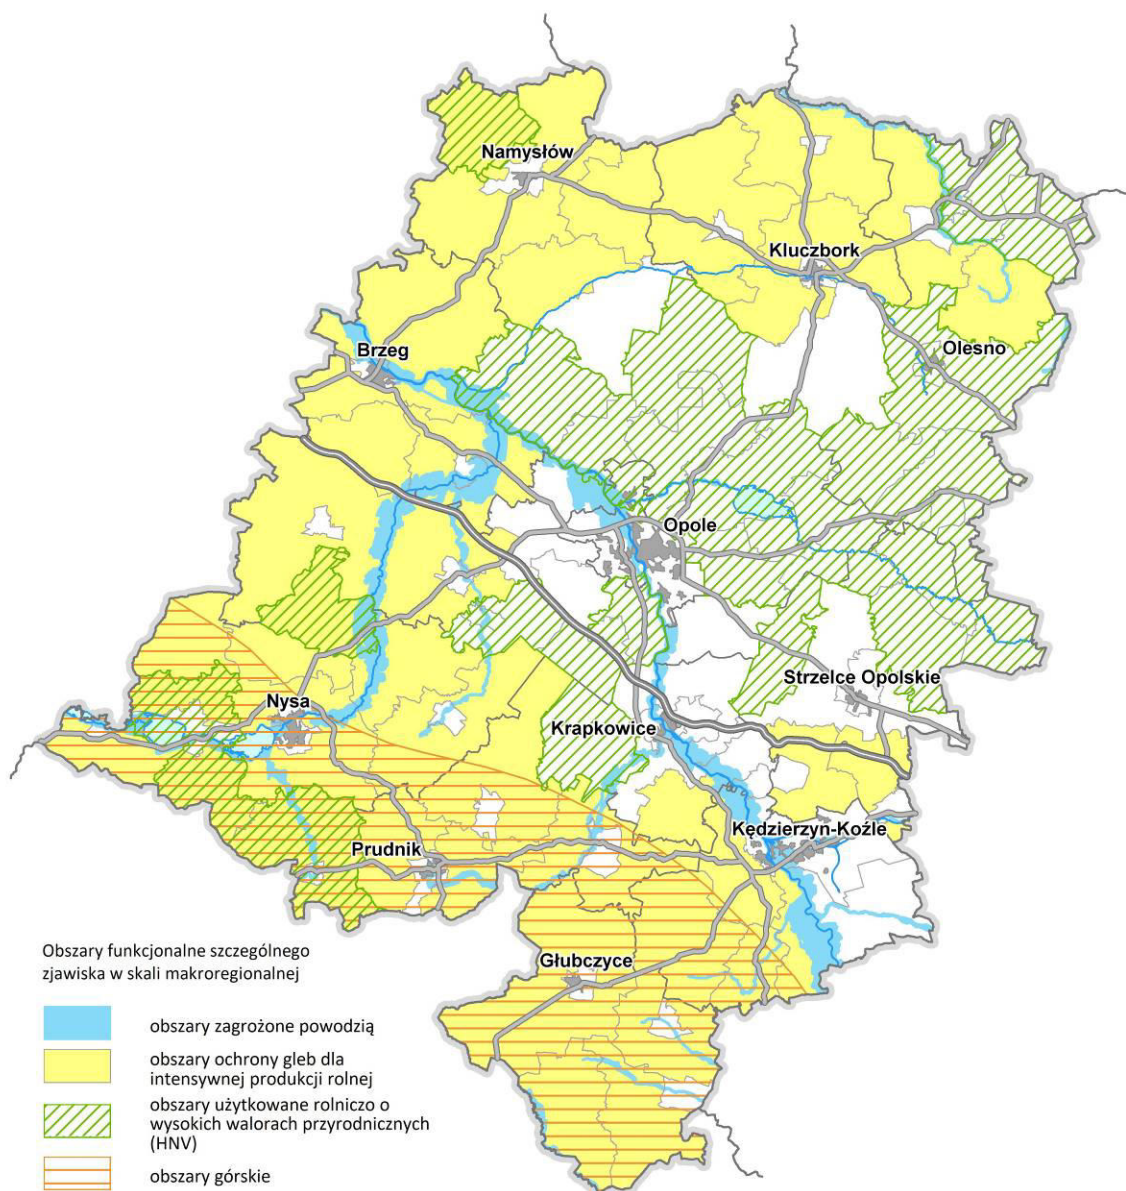 Namysłów
Kluczbork
Brzeg
Olesno
Opole
Strzelce Opolskie
Nysa
Krapkowice
Kędzierzyn-Koźle
Prudnik
Głubczyce
Obszary funkcjonalne szczególnego
zjawiska w skali makroregionalnej
obszary zagrożone powodzią
obszary ochrony gleb dla
intensywnej produkcji rolnej
obszary użytkowane rolniczo o
wysokich walorach przyrodniczych
(HNV)
obszary górskie